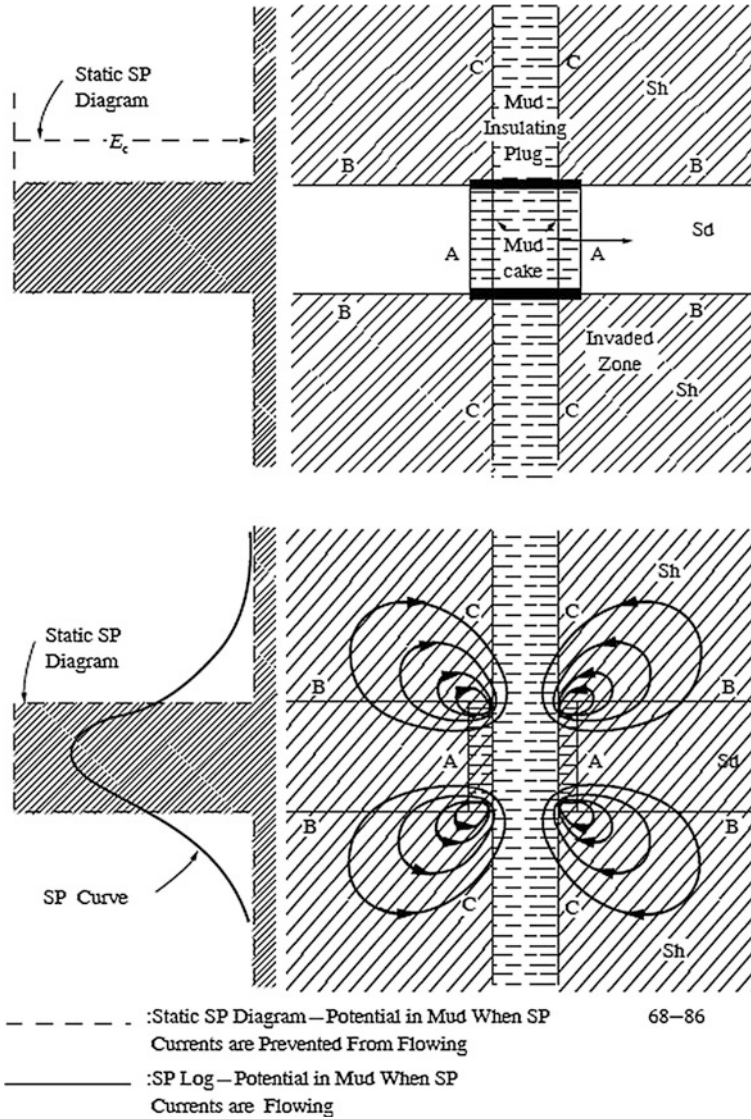 Static SP
Diagram
E_c
C
C
Mud
Insulating
Plug
Sh
B
B
A
Mud
cake
A
Sd
B
B
Invaded
Zone
Sh
C
C
Static SP
Diagram
SP Curve
Sh
C
C
B
B
A
A
Sd
B
B
C
C
Sh
:Static SP Diagram—Potential in Mud When SP
Currents are Prevented From Flowing
68–86
:SP Log—Potential in Mud When SP
Currents are Flowing